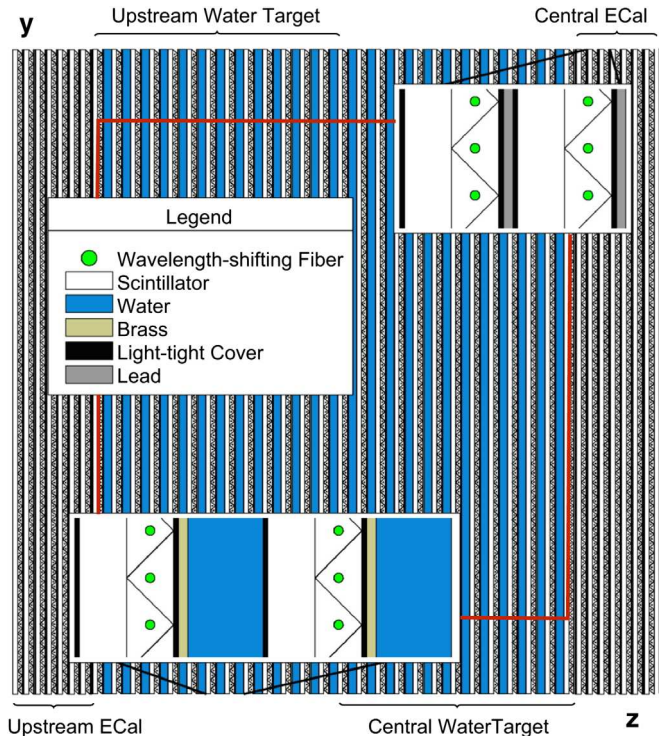 y
Upstream Water Target
Central ECal
Legend
Wavelength-shifting Fiber
Scintillator
Water
Brass
Light-tight Cover
Lead
Upstream ECal
Central WaterTarget
z